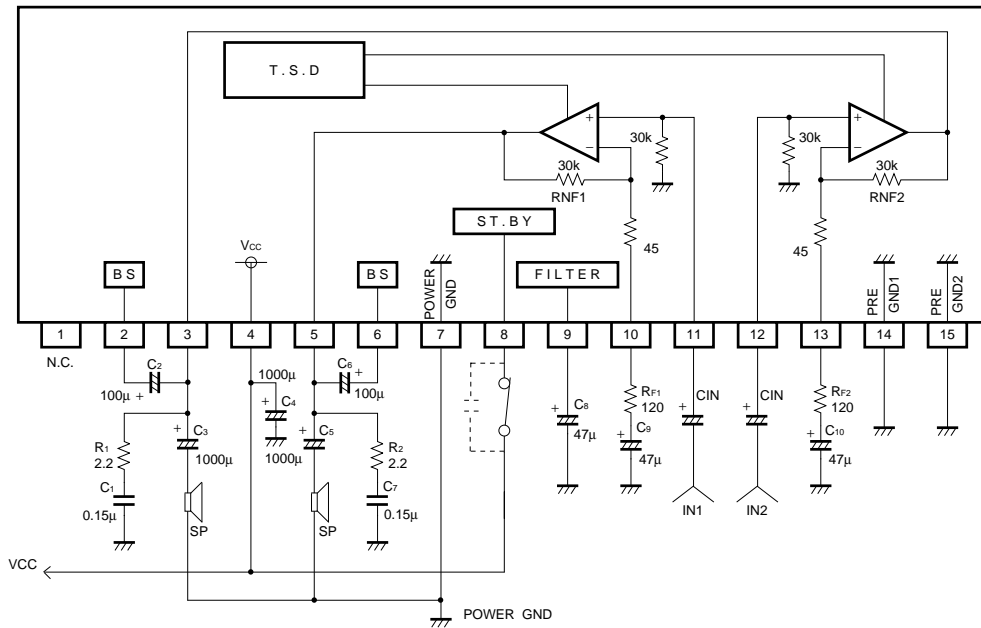 T.S.D
30k
30k
30k
RNF1
30k
RNF2
ST.BY
45
45
VCC
BS
BS
POWER
GND
FILTER
PRE
GND1
PRE
GND2
1
2
3
4
5
6
7
8
9
10
11
12
13
14
15
N.C.
C2
100μ
1000μ
C4
C6
100μ
C3
1000μ
C5
1000μ
R1
2.2
R2
2.2
C1
0.15μ
C7
0.15μ
SP
SP
C8
47μ
RF1
120
C9
47μ
CIN
CIN
RF2
120
C10
47μ
IN1
IN2
VCC
POWER GND